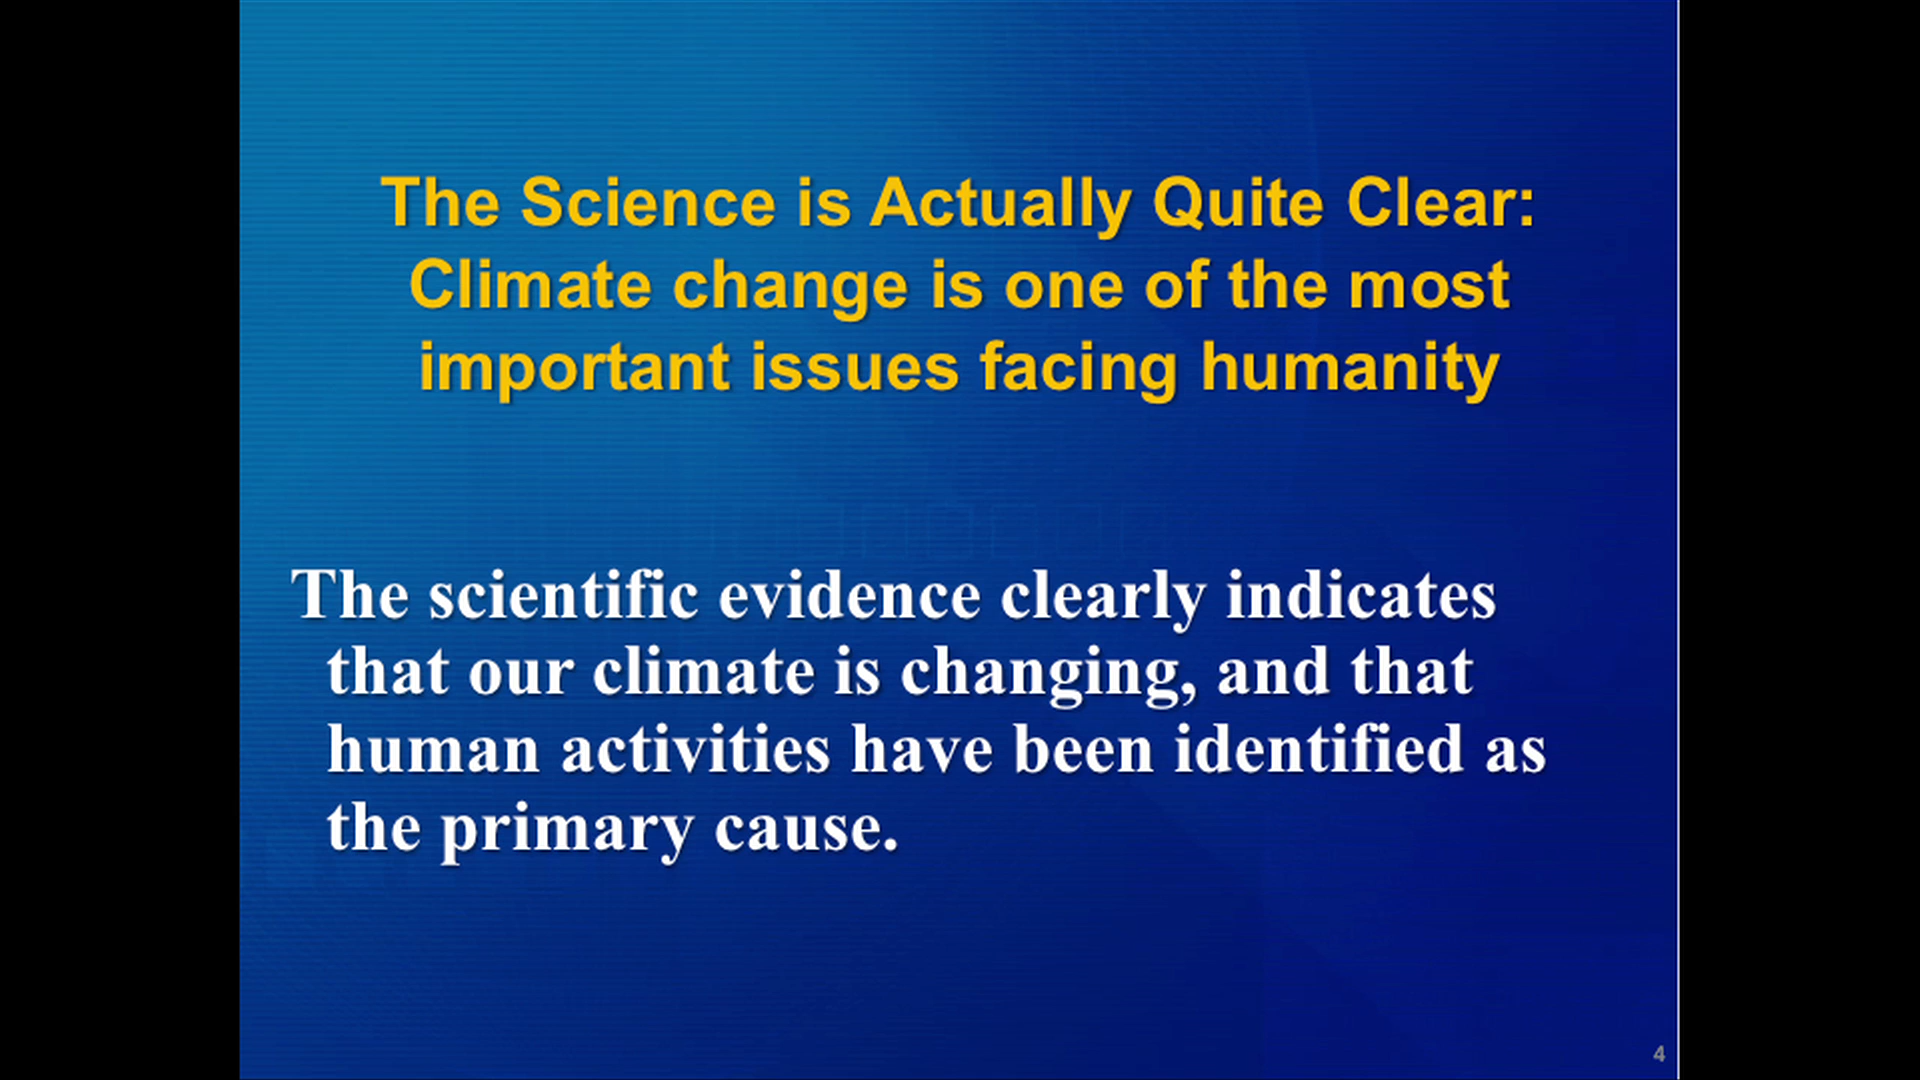 The Science is Actually Quite Clear:
Climate change is one of the most
important issues facing humanity
The scientific evidence clearly indicates
that our climate is changing, and that
human activities have been identified as
the primary cause.
4